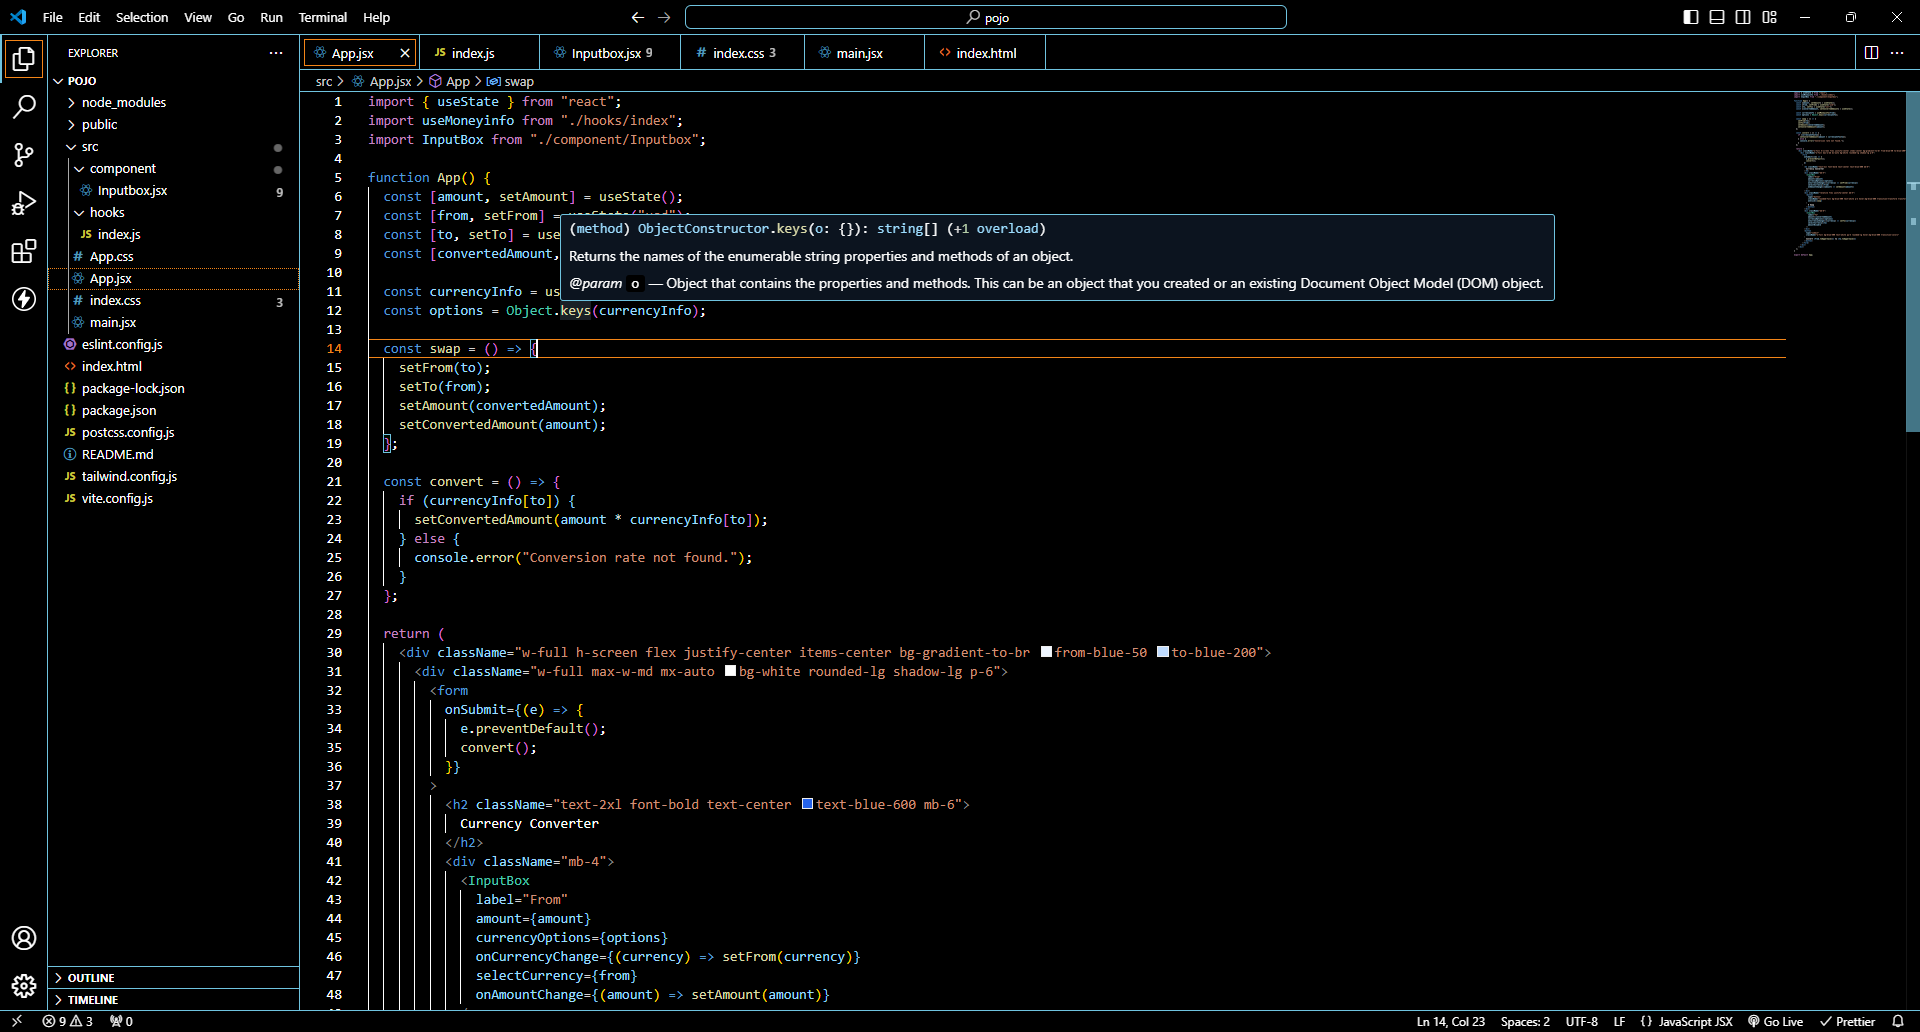 File Edit Selection View Go Run Terminal Help
pojo
EXPLORER
POJO
node_modules
public
src
component
Inputbox.jsx 9
hooks
JS index.js
# App.css
App.jsx
# index.css 3
main.jsx
eslint.config.js
<> index.html
{} package-lock.json
{} package.json
JS postcss.config.js
README.md
JS tailwind.config.js
JS vite.config.js
OUTLINE
TIMELINE
App.jsx
JS index.js
Inputbox.jsx 9
# index.css 3
main.jsx
<> index.html
src > App.jsx > App > swap
1 import { useState } from "react";
2 import useMoneyinfo from "./hooks/index";
3 import InputBox from "./component/Inputbox";
4
5 function App() {
6 const [amount, setAmount] = useState();
7 const [from, setFrom] =
8 const [to, setTo] = use
9 const [convertedAmount,
10
11 const currencyInfo = us
12 const options = Object.keys(currencyInfo);
(method) ObjectConstructor.keys(o: {}): string[] (+1 overload)
Returns the names of the enumerable string properties and methods of an object.
@param o — Object that contains the properties and methods. This can be an object that you created or an existing Document Object Model (DOM) object.
13
14 const swap = () => {
15 setFrom(to);
16 setTo(from);
17 setAmount(convertedAmount);
18 setConvertedAmount(amount);
19 };
20
21 const convert = () => {
22 if (currencyInfo[to]) {
23 setConvertedAmount(amount * currencyInfo[to]);
24 } else {
25 console.error("Conversion rate not found.");
26 }
27 };
28
29 return (
30 <div className="w-full h-screen flex justify-center items-center bg-gradient-to-br from-blue-50 to-blue-200">
31 <div className="w-full max-w-md mx-auto bg-white rounded-lg shadow-lg p-6">
32 <form
33 onSubmit={(e) => {
34 e.preventDefault();
35 convert();
36 }}
37 >
38 <h2 className="text-2xl font-bold text-center text-blue-600 mb-6">
39 Currency Converter
40 </h2>
41 <div className="mb-4">
42 <InputBox
43 label="From"
44 amount={amount}
45 currencyOptions={options}
46 onCurrencyChange={(currency) => setFrom(currency)}
47 selectCurrency={from}
48 onAmountChange={(amount) => setAmount(amount)}
9 3 0
Ln 14, Col 23 Spaces: 2 UTF-8 LF {} JavaScript JSX Go Live Prettier